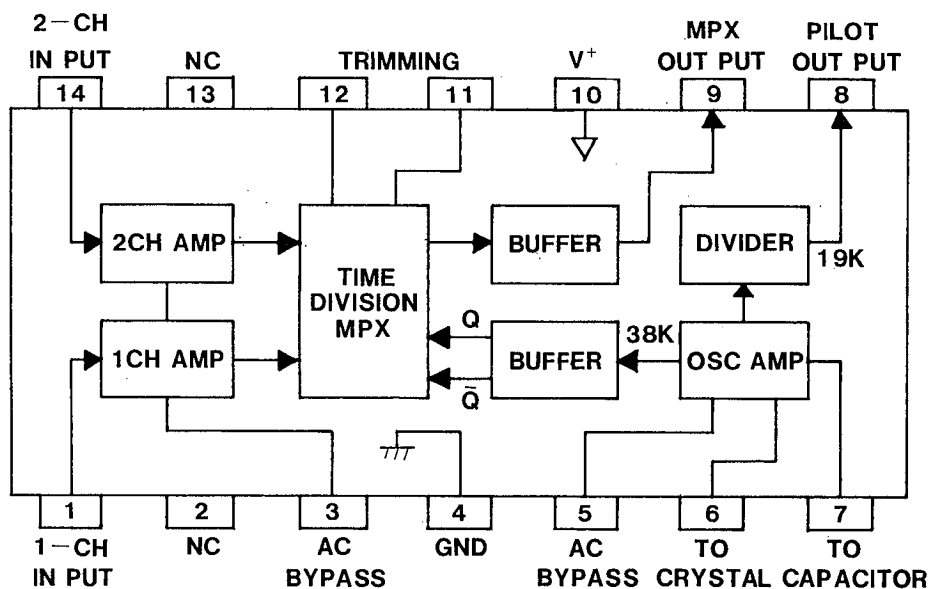 2-CH
IN PUT
NC
TRIMMING
V+
MPX
OUT PUT
PILOT
OUT PUT
14
13
12
11
10
9
8
2CH AMP
TIME
DIVISION
MPX
BUFFER
DIVIDER
19K
1CH AMP
Q
Q̄
BUFFER
38K
OSC AMP
1
2
3
4
5
6
7
1-CH
IN PUT
NC
AC
BYPASS
GND
AC
BYPASS
TO
CRYSTAL
TO
CAPACITOR